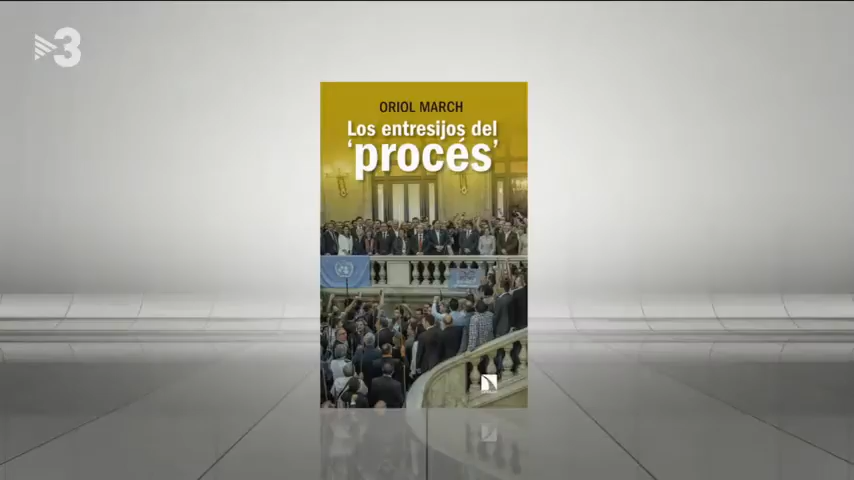 3
ORIOL MARCH
Los entresijos del
‘procés’